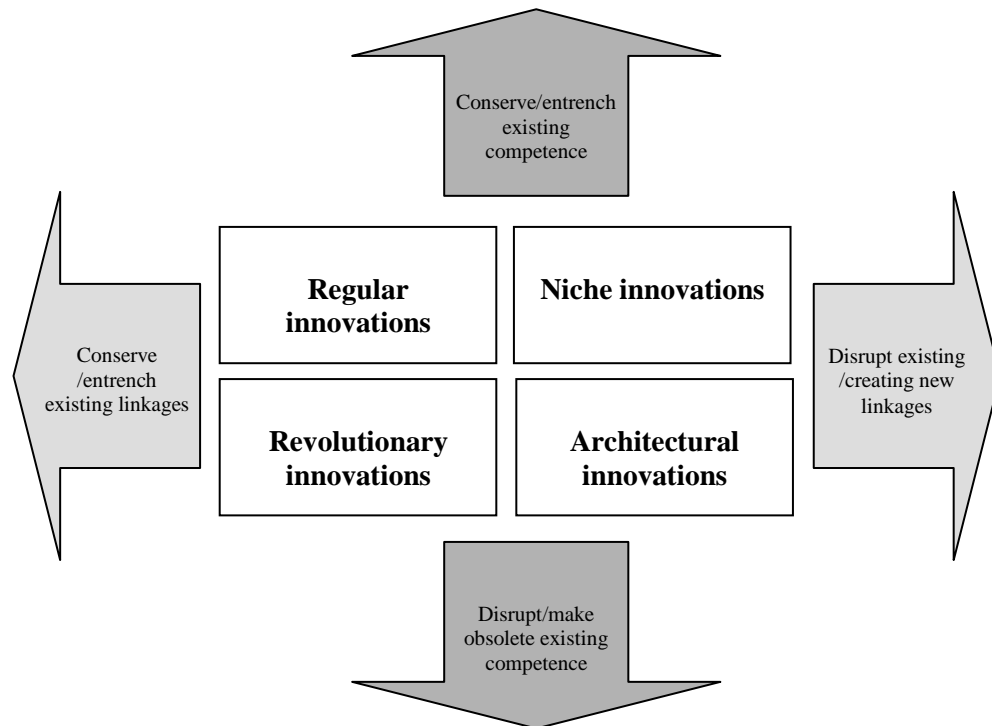 Conserve/entrench
existing
competence
Regular
innovations
Niche innovations
Conserve
/entrench
existing linkages
Disrupt existing
/creating new
linkages
Revolutionary
innovations
Architectural
innovations
Disrupt/make
obsolete existing
competence